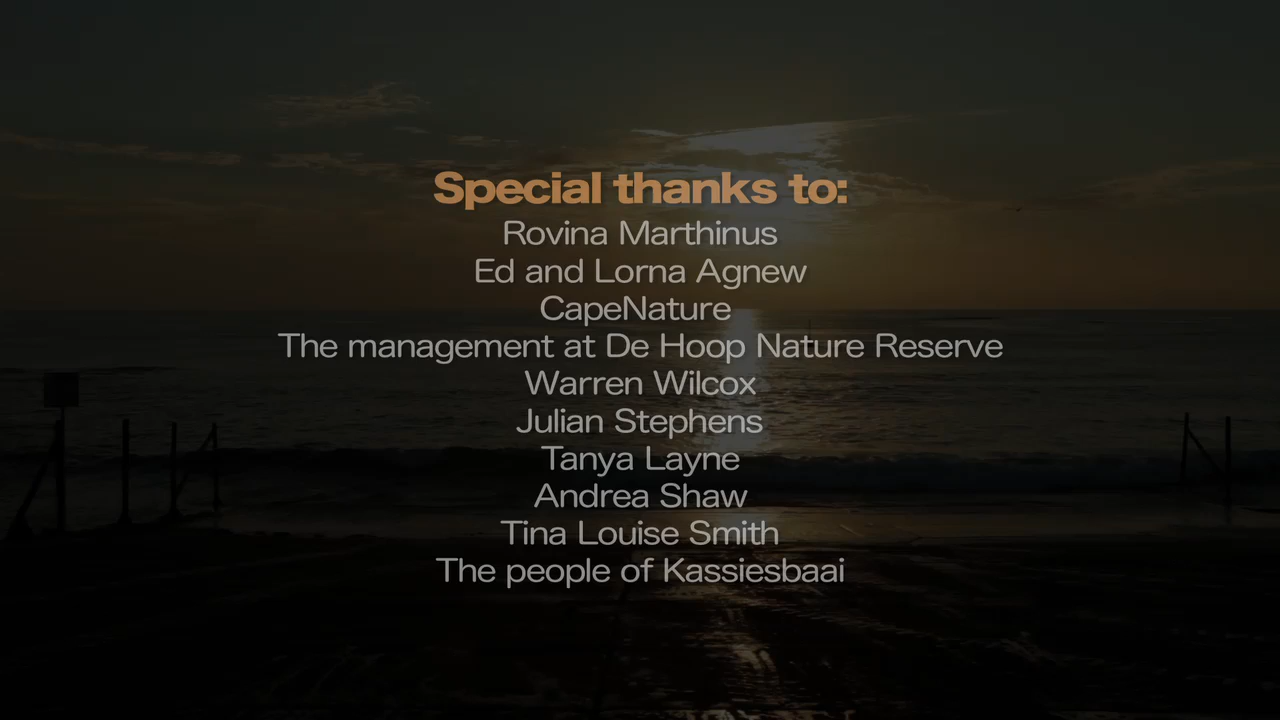 Special thanks to:
Rovina Marthinus
Ed and Lorna Agnew
CapeNature
The management at De Hoop Nature Reserve
Warren Wilcox
Julian Stephens
Tanya Layne
Andrea Shaw
Tina Louise Smith
The people of Kassiesbaai